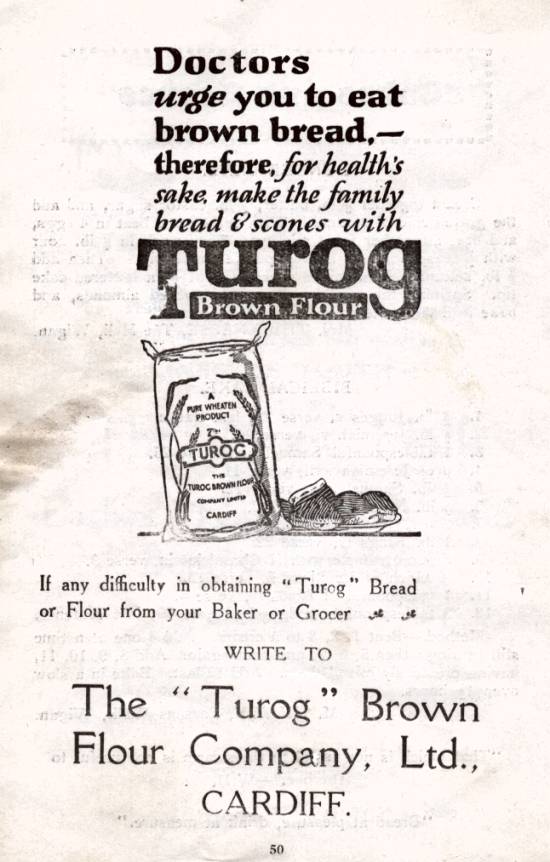 Doctors
urge you to eat
brown bread,—
therefore, for health's
sake, make the family
bread & scones with
Turog
Brown Flour
A
PURE WHEATEN
PRODUCT
The
TUROG
THE
TUROG BROWN FLOUR
COMPANY LIMITED
CARDIFF
If any difficulty in obtaining "Turog" Bread
or Flour from your Baker or Grocer
WRITE TO
The "Turog" Brown
Flour Company, Ltd.,
CARDIFF.
50